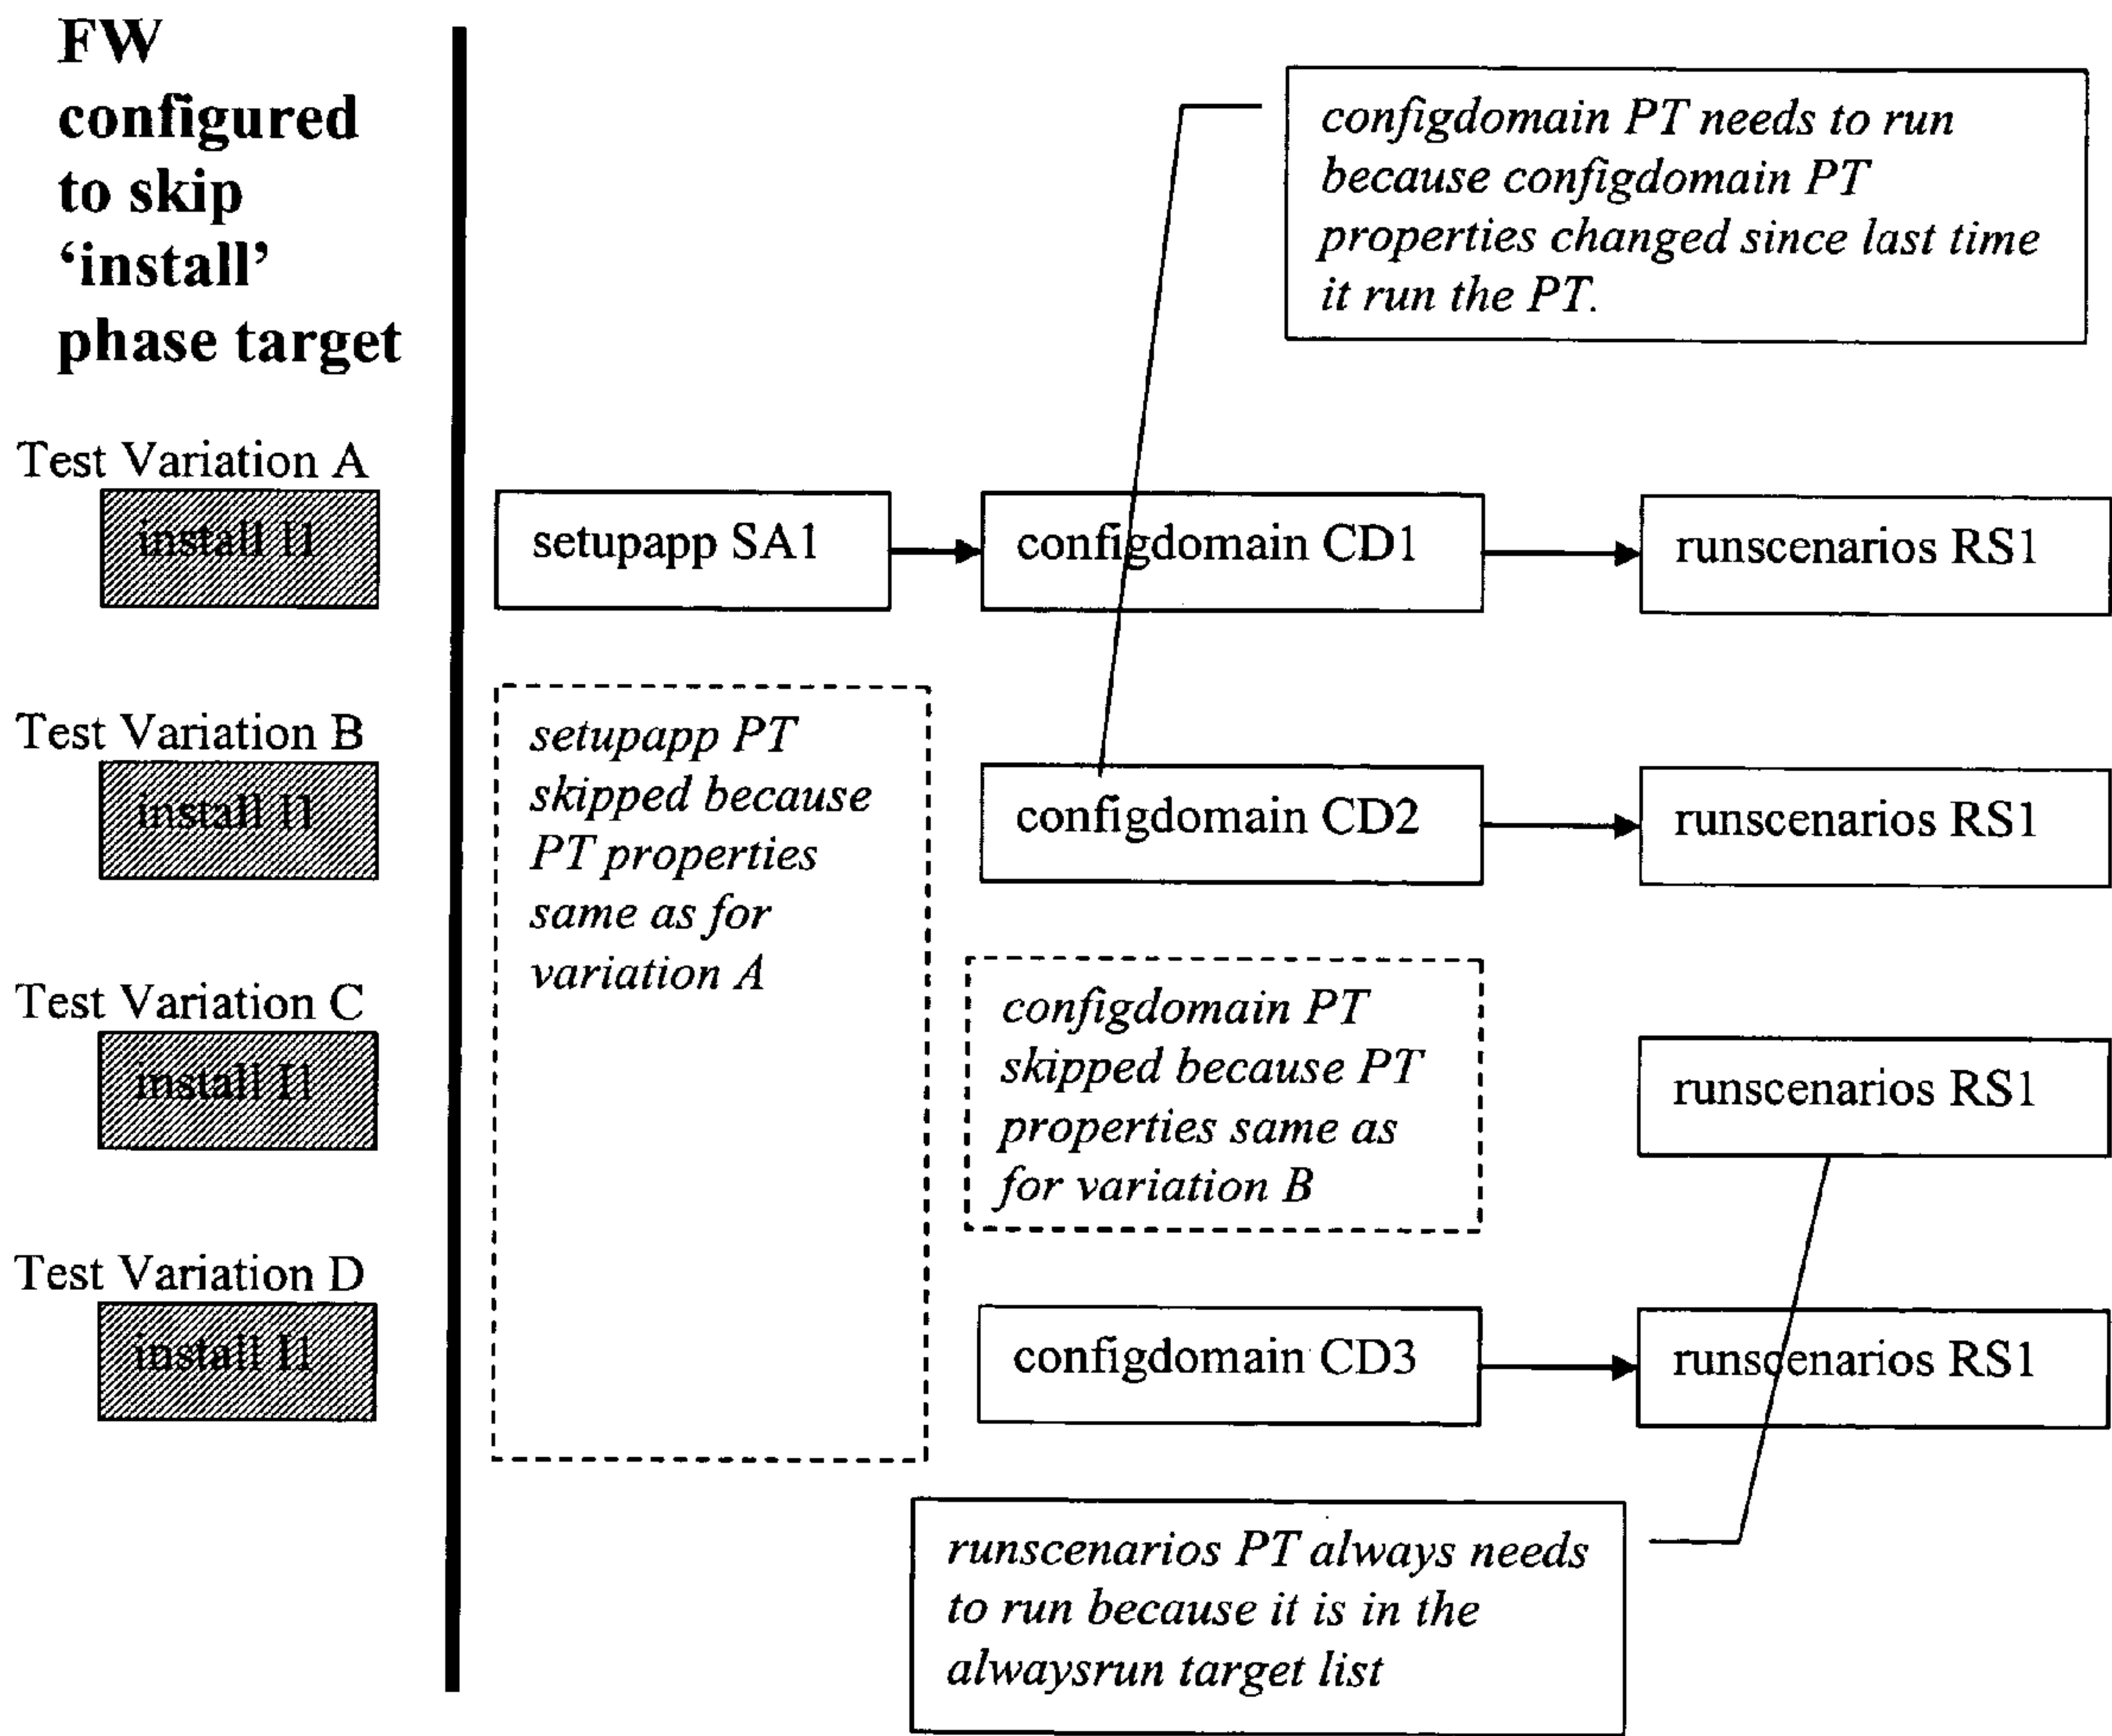 FW
configured
to skip
‘install’
phase target
configdomain PT needs to run
because configdomain PT
properties changed since last time
it run the PT.
Test Variation A
install I1
setupapp SA1
configdomain CD1
runscenarios RS1
Test Variation B
install I1
setupapp PT
skipped because
PT properties
same as for
variation A
configdomain CD2
runscenarios RS1
Test Variation C
install I1
configdomain PT
skipped because PT
properties same as
for variation B
runscenarios RS1
Test Variation D
install I1
configdomain CD3
runscenarios RS1
runscenarios PT always needs
to run because it is in the
alwaysrun target list